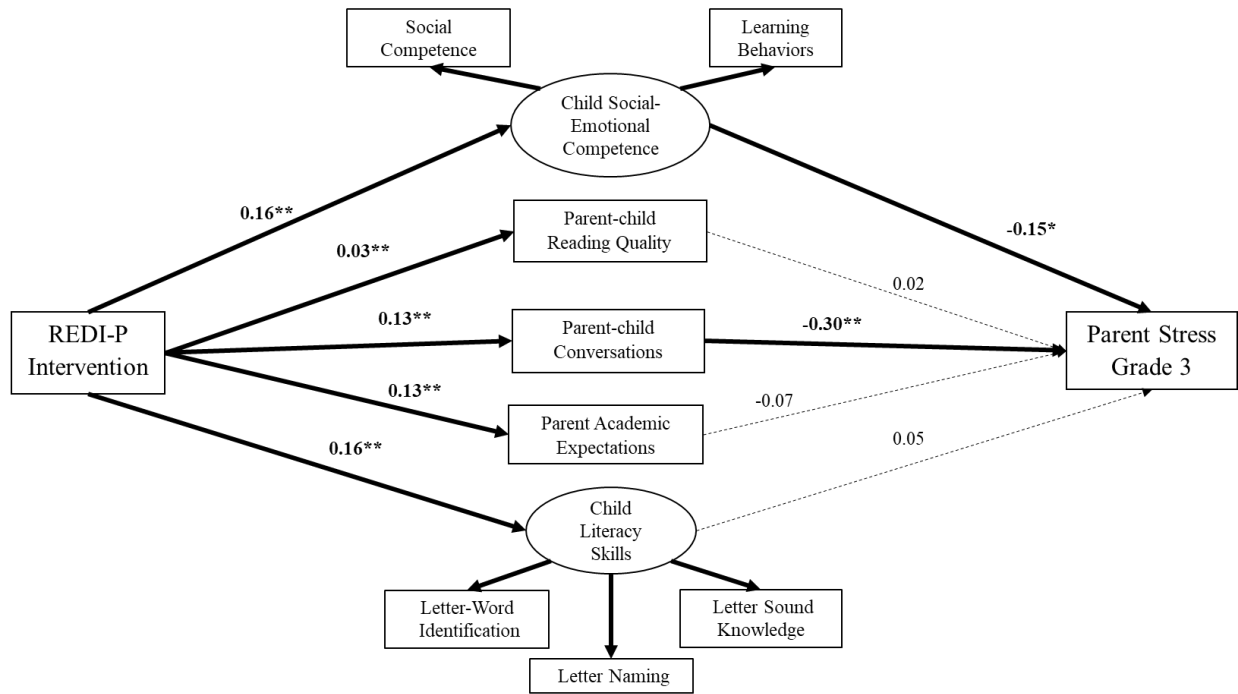 Social
Competence
Learning
Behaviors
Child Social-
Emotional
Competence
0.16**
-0.15*
Parent-child
Reading Quality
0.03**
0.02
REDI-P
Intervention
0.13**
Parent-child
Conversations
-0.30**
Parent Stress
Grade 3
0.13**
Parent Academic
Expectations
-0.07
0.16**
0.05
Child
Literacy
Skills
Letter-Word
Identification
Letter Naming
Letter Sound
Knowledge